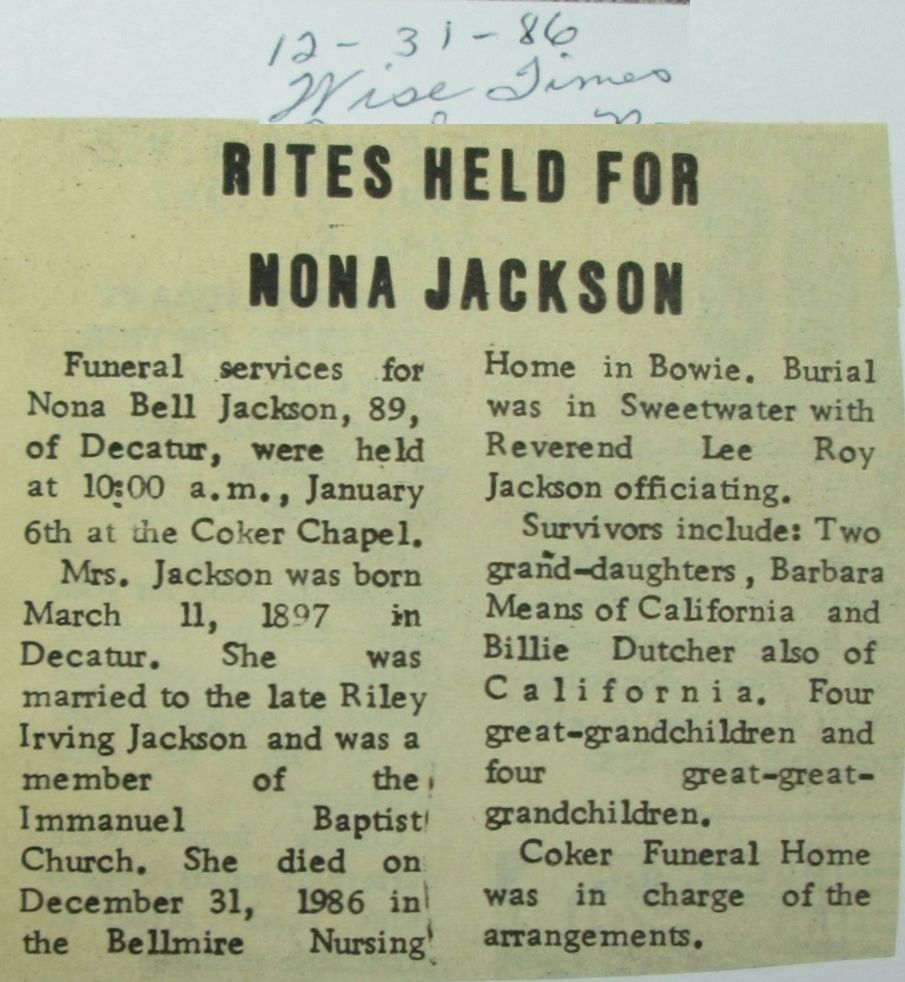 12-31-86
Wise Times
RITES HELD FOR
NONA JACKSON
Funeral services for
Nona Bell Jackson, 89,
of Decatur, were held
at 10:00 a.m., January
6th at the Coker Chapel.
Mrs. Jackson was born
March 11, 1897 in
Decatur. She was
married to the late Riley
Irving Jackson and was a
member of the
Immanuel Baptist
Church. She died on
December 31, 1986 in
the Bellmire Nursing
Home in Bowie. Burial
was in Sweetwater with
Reverend Lee Roy
Jackson officiating.
Survivors include: Two
grand-daughters, Barbara
Means of California and
Billie Dutcher also of
California. Four
great-grandchildren and
four great-great-
grandchildren.
Coker Funeral Home
was in charge of the
arrangements.